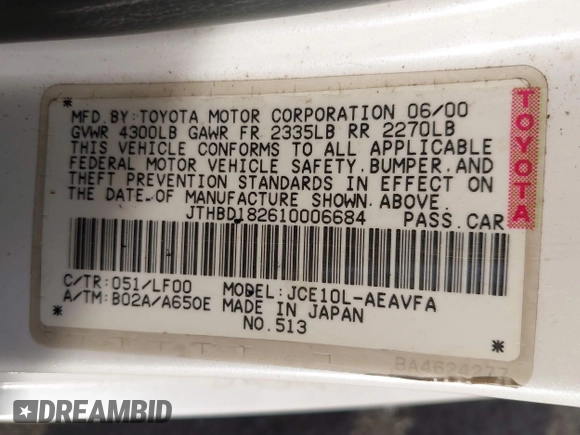 MFD.BY:TOYOTA MOTOR CORPORATION 06/00
GVWR 4300LB GAWR FR 2335LB RR 2270LB
THIS VEHICLE CONFORMS TO ALL APPLICABLE
FEDERAL MOTOR VEHICLE SAFETY,BUMPER,AND
THEFT PREVENTION STANDARDS IN EFFECT ON
THE DATE OF MANUFACTURE SHOWN ABOVE.
JTHBD182610006684 PASS.CAR
TOYOTA
C/TR:051/LF00 MODEL:JCE10L-AEAVFA
A/TM:B02A/A650E MADE IN JAPAN
NO.513
BA4624277
DREAMBID